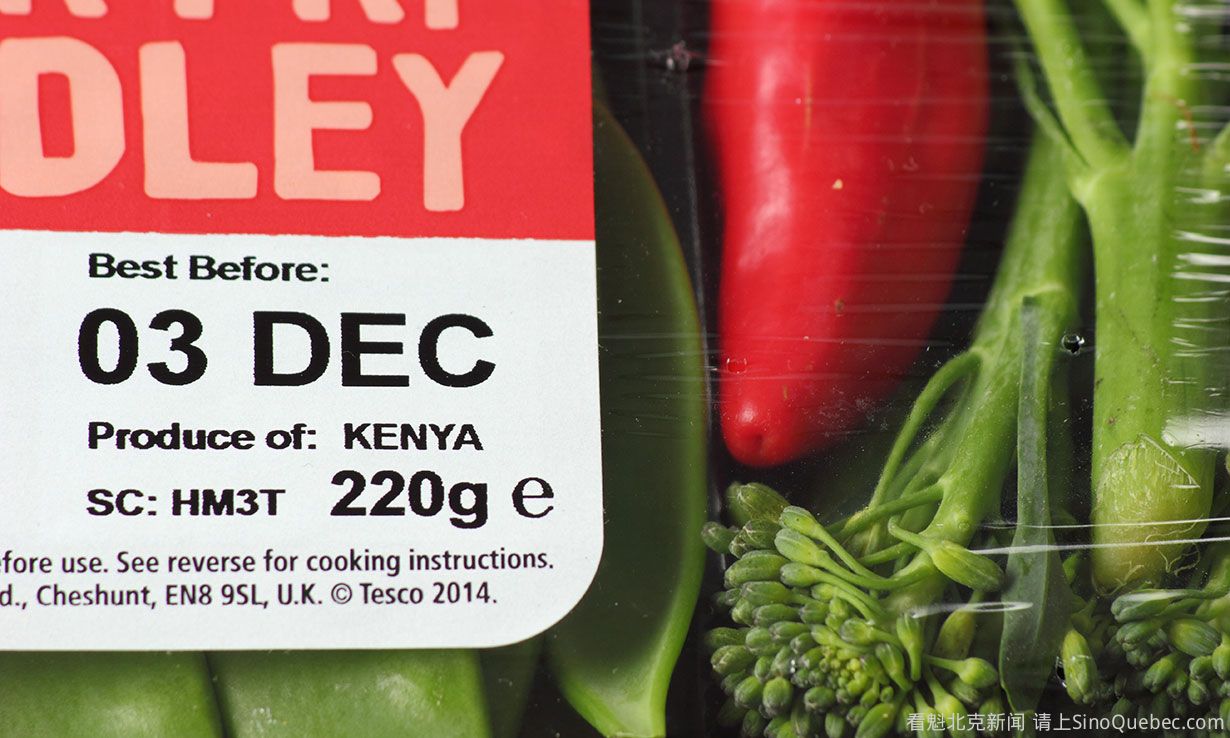 DLEY
Best Before:
03 DEC
Produce of: KENYA
SC: HM3T 220g e
efore use. See reverse for cooking instructions.
d., Cheshunt, EN8 9SL, U.K. © Tesco 2014.
看魁北克新闻 请上SinoQuebec.com